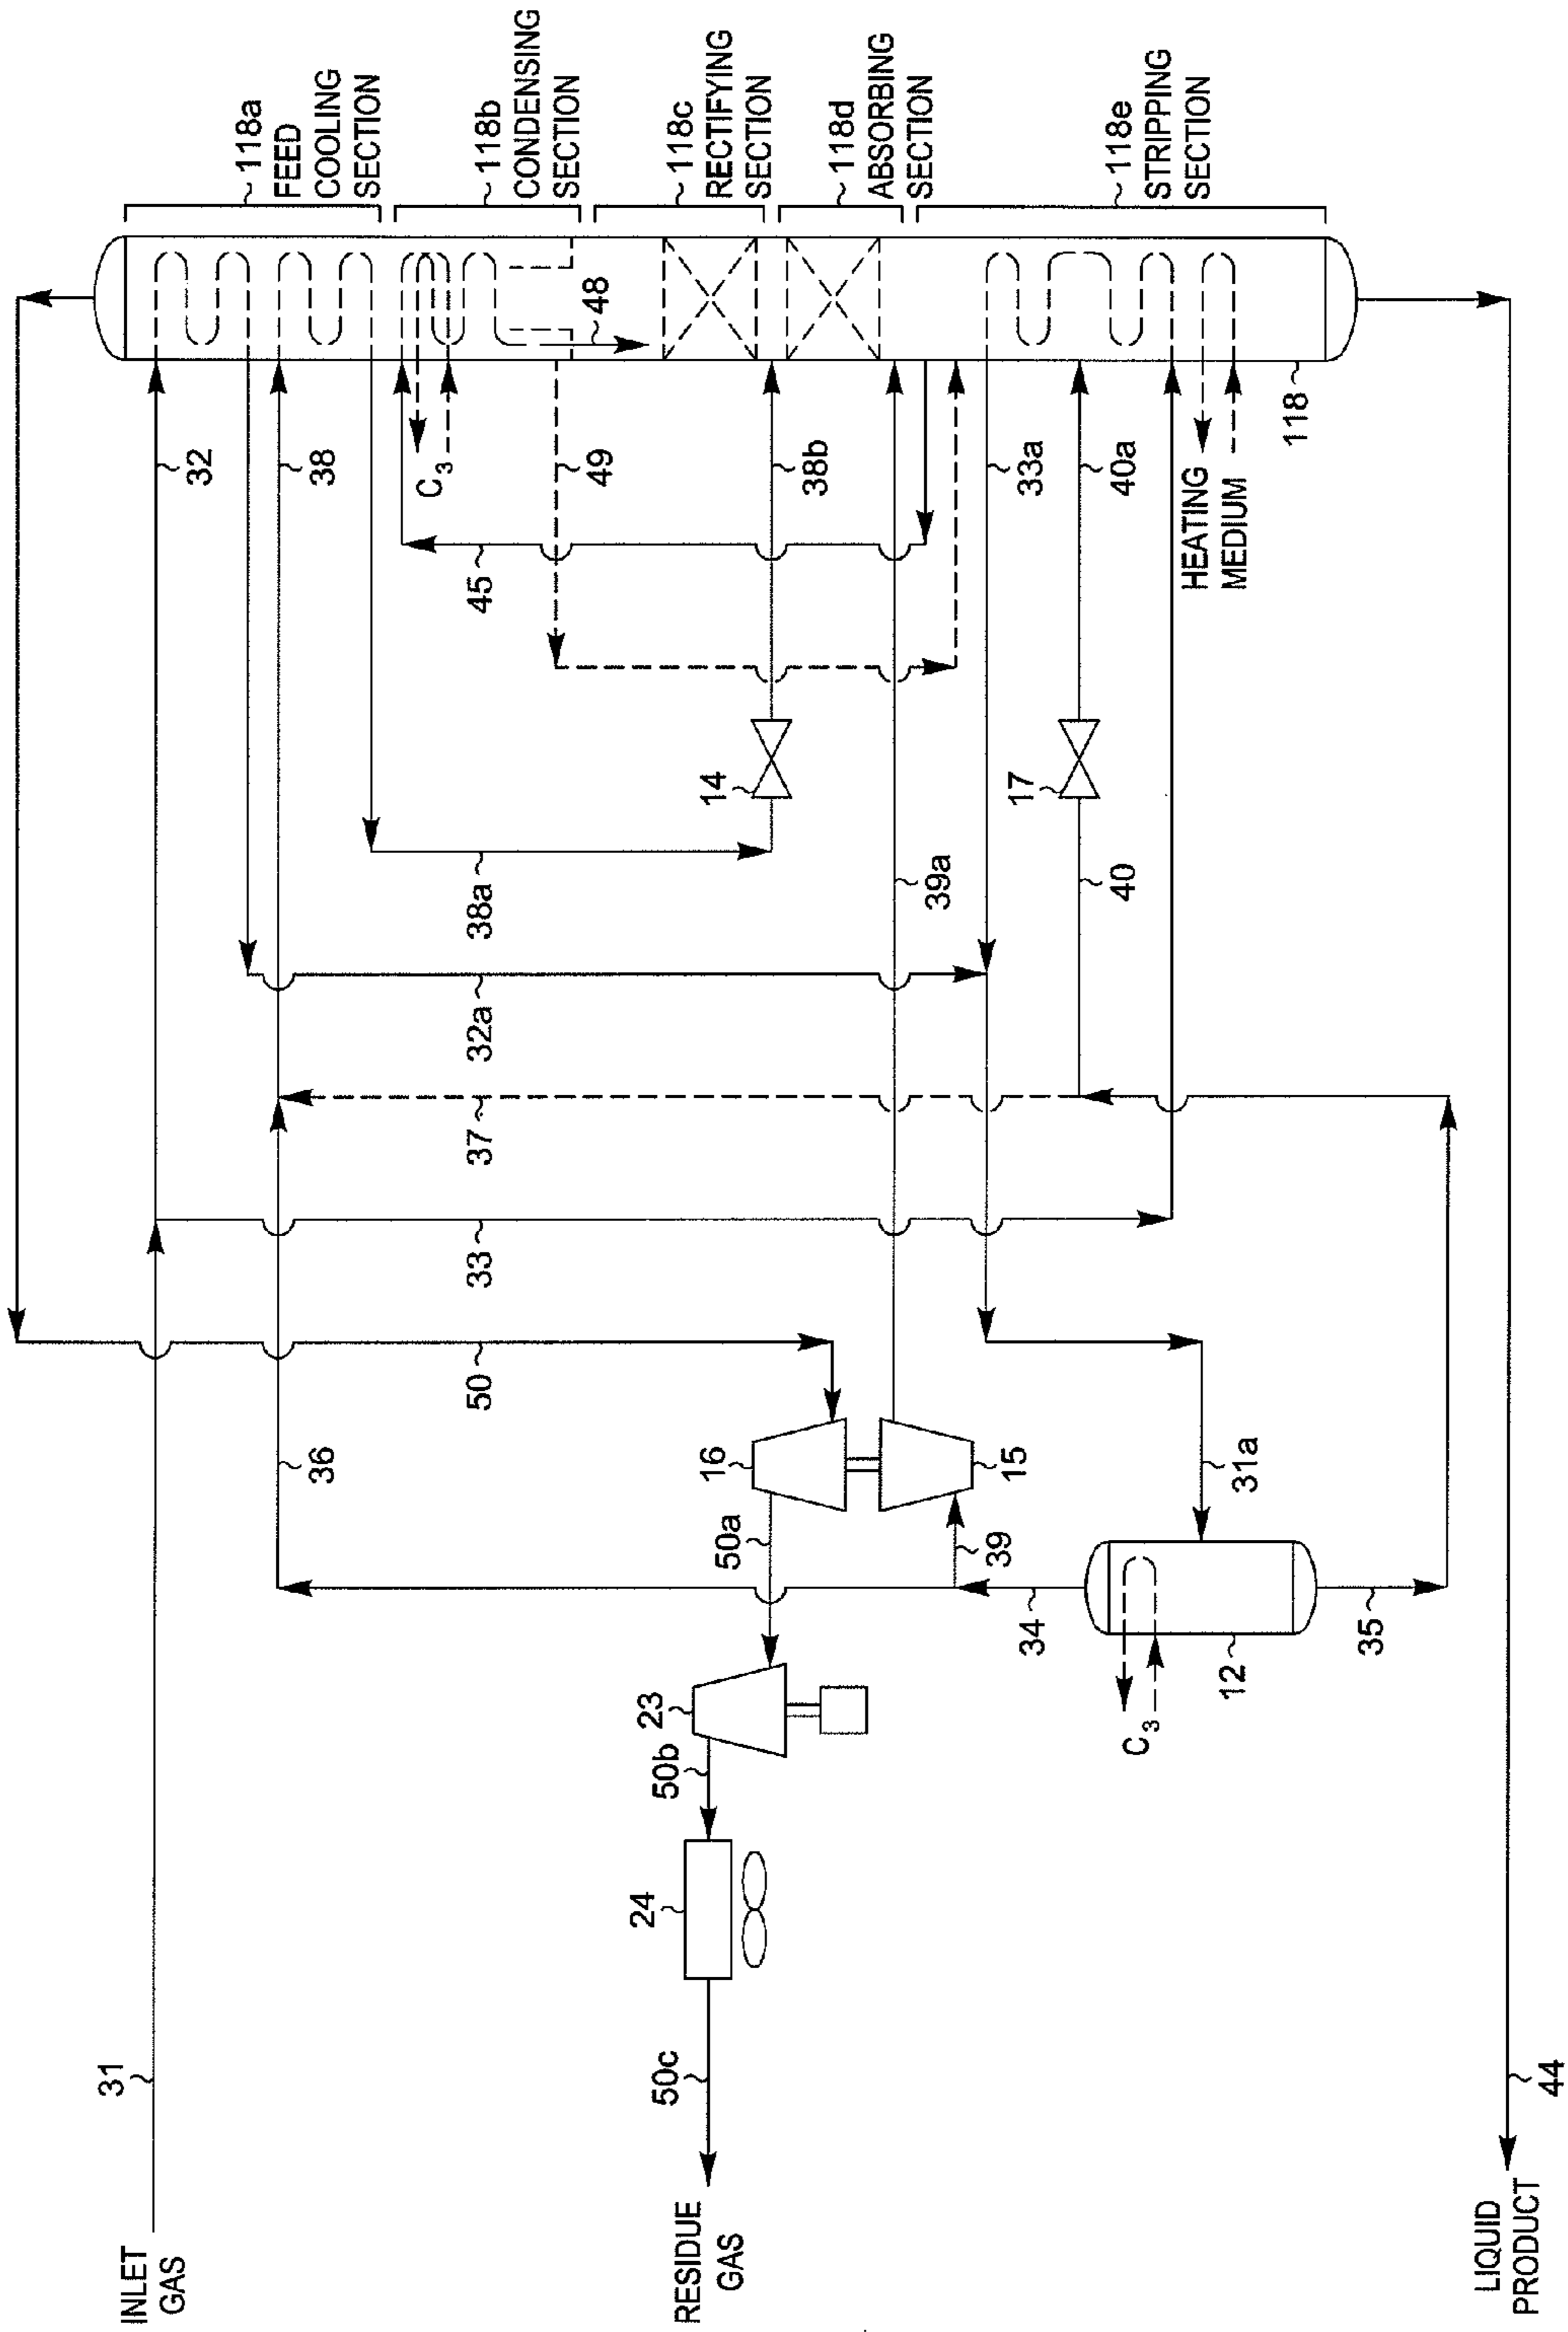 118a
FEED
COOLING
SECTION
118b
CONDENSING
SECTION
118c
RECTIFYING
SECTION
118d
ABSORBING
SECTION
118e
STRIPPING
SECTION
48
118
32
38
C3
49
45
38b
33a
40a
HEATING
MEDIUM
14
17
38a
39a
40
32a
37
33
50
36
16
15
50a
39
31a
34
35
12
C3
23
50b
24
31
50c
44
INLET
GAS
RESIDUE
GAS
LIQUID
PRODUCT